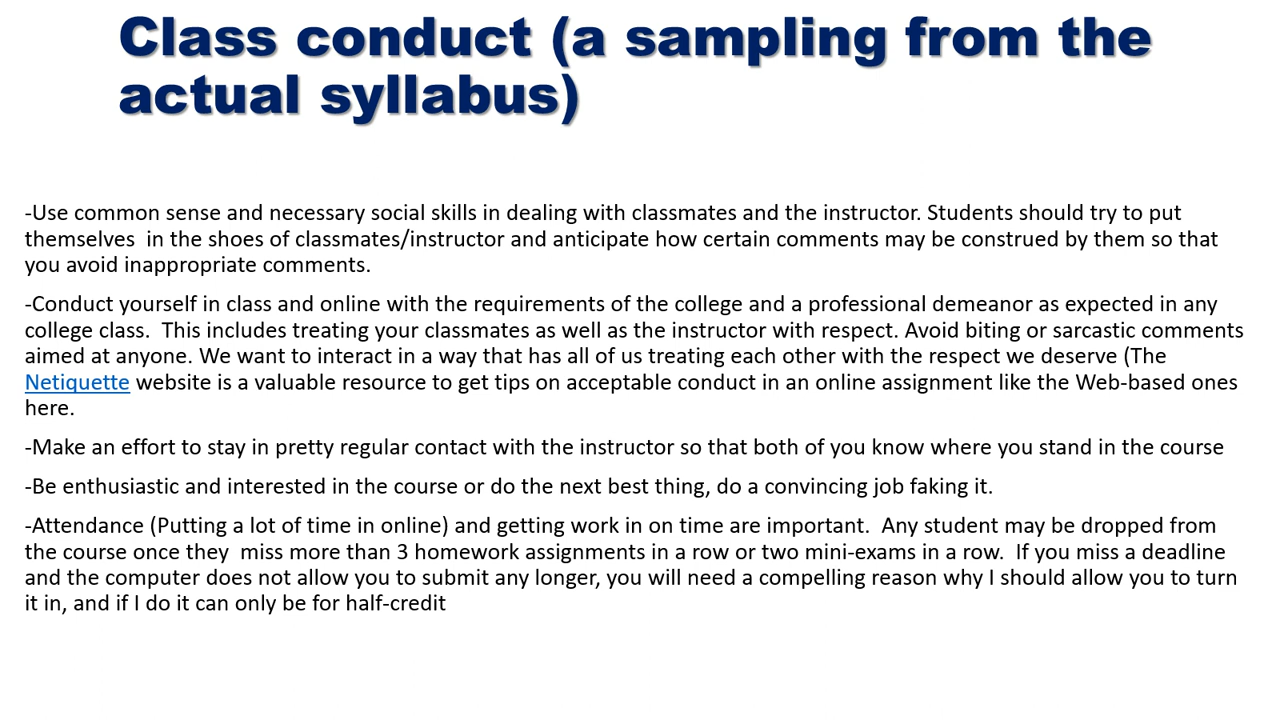 Class conduct (a sampling from the
actual syllabus)
-Use common sense and necessary social skills in dealing with classmates and the instructor. Students should try to put
themselves  in the shoes of classmates/instructor and anticipate how certain comments may be construed by them so that
you avoid inappropriate comments.
-Conduct yourself in class and online with the requirements of the college and a professional demeanor as expected in any
college class.  This includes treating your classmates as well as the instructor with respect. Avoid biting or sarcastic comments
aimed at anyone. We want to interact in a way that has all of us treating each other with the respect we deserve (The
Netiquette website is a valuable resource to get tips on acceptable conduct in an online assignment like the Web-based ones
here.
-Make an effort to stay in pretty regular contact with the instructor so that both of you know where you stand in the course
-Be enthusiastic and interested in the course or do the next best thing, do a convincing job faking it.
-Attendance (Putting a lot of time in online) and getting work in on time are important.  Any student may be dropped from
the course once they  miss more than 3 homework assignments in a row or two mini-exams in a row.  If you miss a deadline
and the computer does not allow you to submit any longer, you will need a compelling reason why I should allow you to turn
it in, and if I do it can only be for half-credit